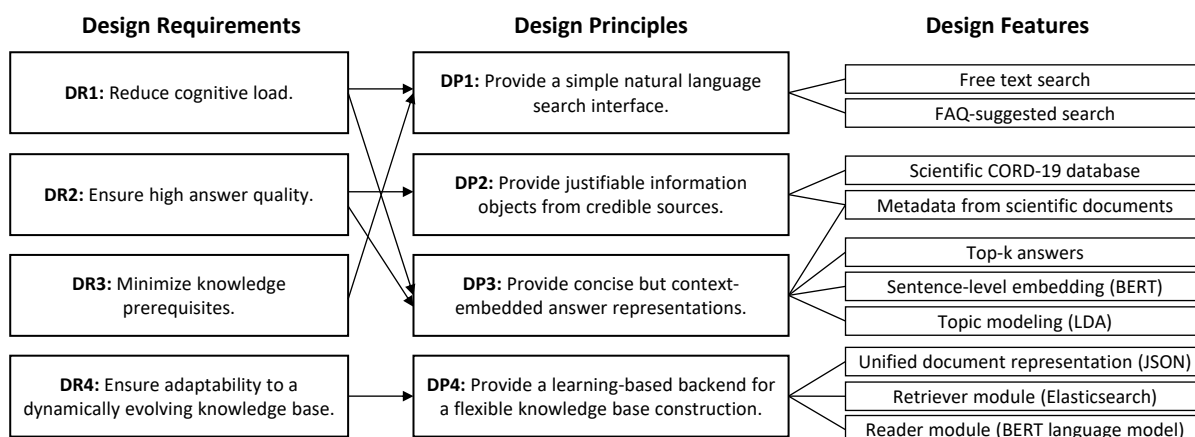 Design Requirements
Design Principles
Design Features
DR1: Reduce cognitive load.
DR2: Ensure high answer quality.
DR3: Minimize knowledge
prerequisites.
DR4: Ensure adaptability to a
dynamically evolving knowledge base.
DP1: Provide a simple natural language
search interface.
DP2: Provide justifiable information
objects from credible sources.
DP3: Provide concise but context-
embedded answer representations.
DP4: Provide a learning-based backend for
a flexible knowledge base construction.
Free text search
FAQ-suggested search
Scientific CORD-19 database
Metadata from scientific documents
Top-k answers
Sentence-level embedding (BERT)
Topic modeling (LDA)
Unified document representation (JSON)
Retriever module (Elasticsearch)
Reader module (BERT language model)